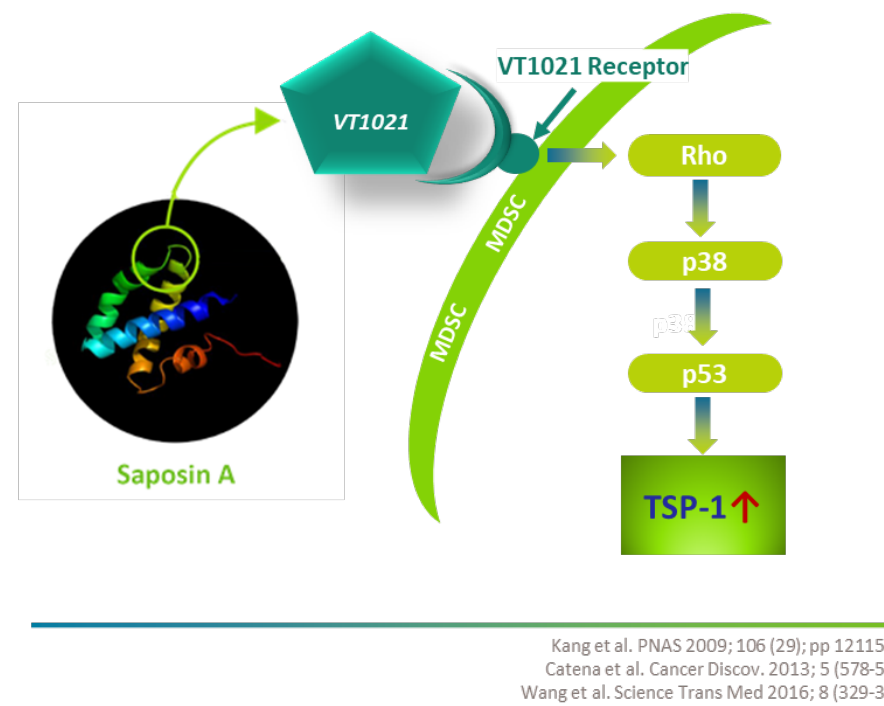 VT1021 Receptor
VT1021
Rho
MDSC
p38
MDSC
p38
p53
Saposin A
TSP-1↑
Kang et al. PNAS 2009; 106 (29); pp 12115
Catena et al. Cancer Discov. 2013; 5 (578-5
Wang et al. Science Trans Med 2016; 8 (329-3